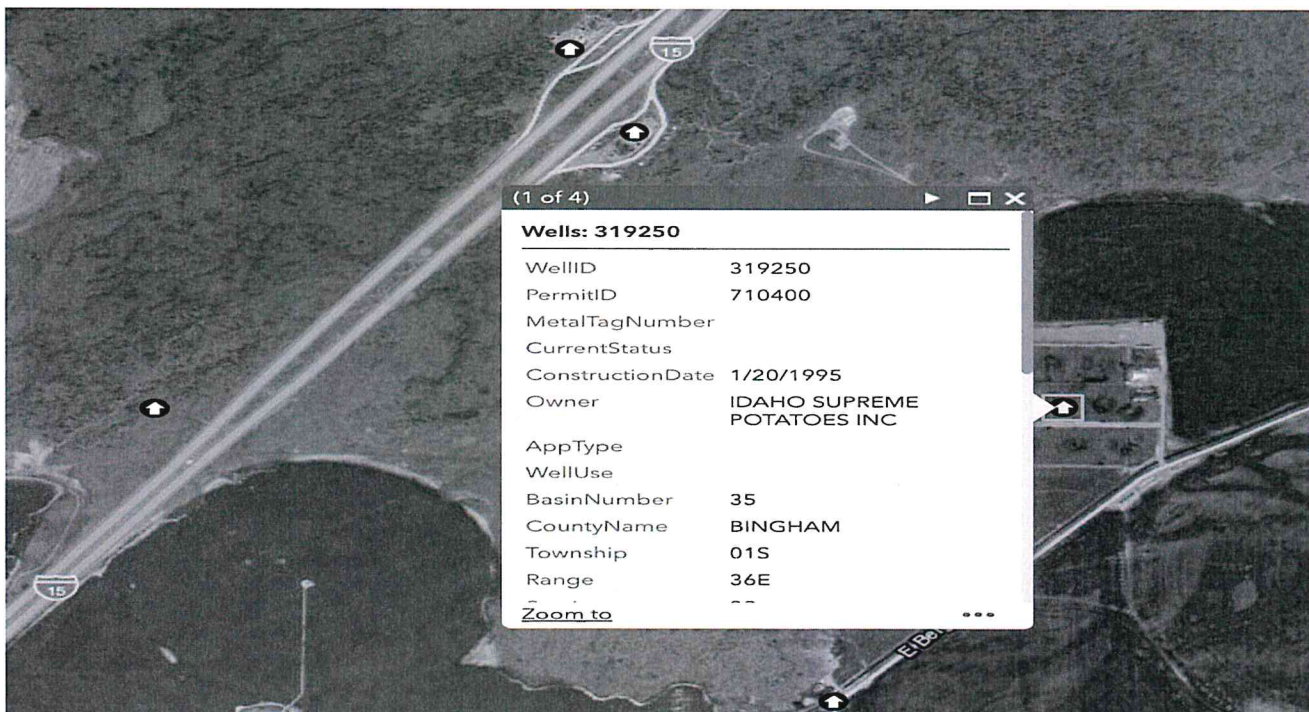 15
(1 of 4)
Wells: 319250
WellID 319250
PermitID 710400
MetalTagNumber
CurrentStatus
ConstructionDate 1/20/1995
Owner IDAHO SUPREME
POTATOES INC
AppType
WellUse
BasinNumber 35
CountyName BINGHAM
Township 01S
Range 36E
15
Zoom to
E Be